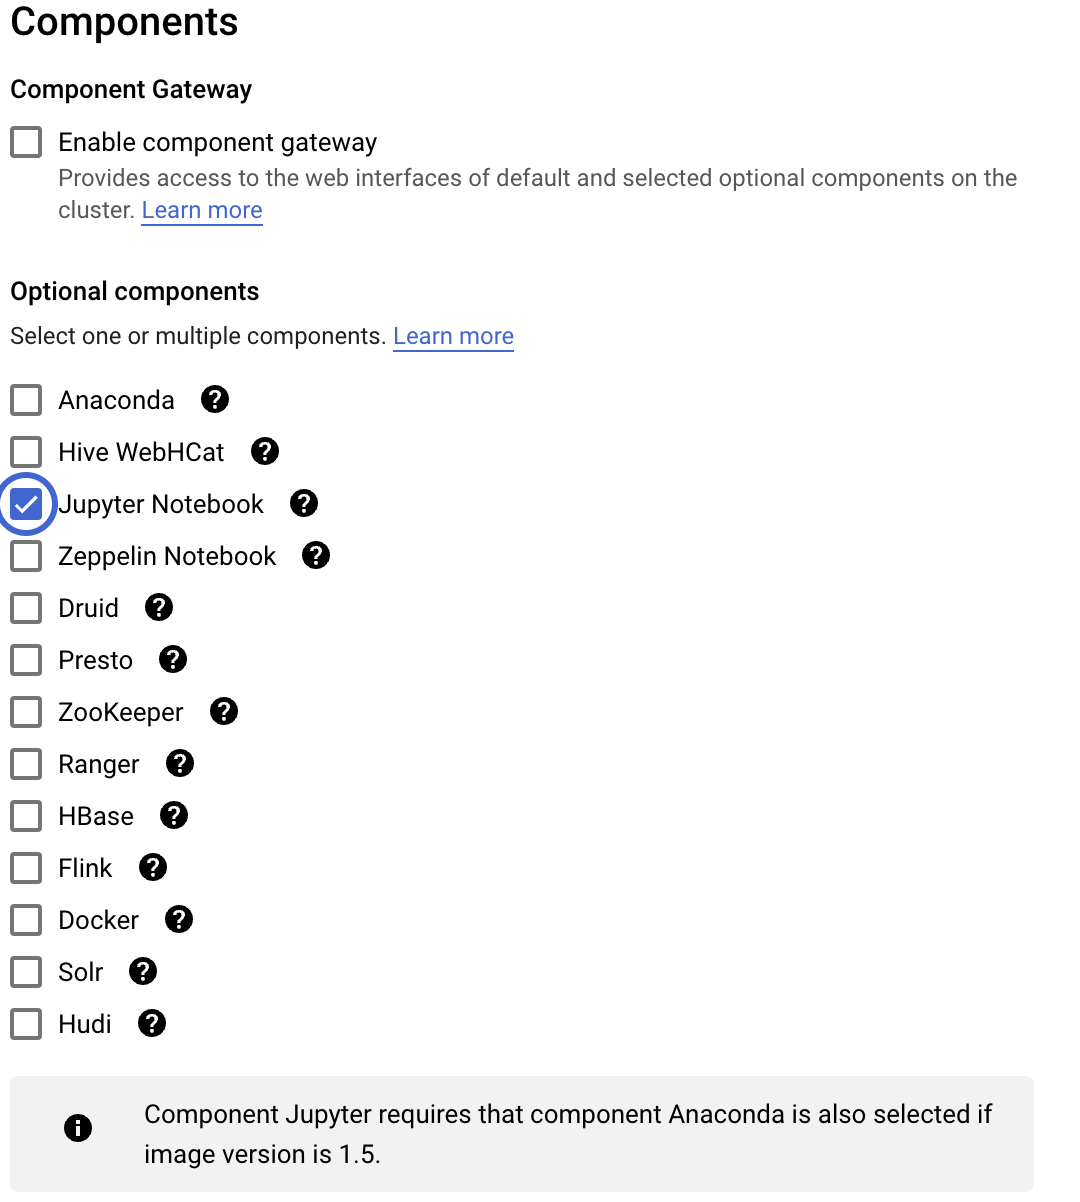 Components
Component Gateway
Enable component gateway
Provides access to the web interfaces of default and selected optional components on the
cluster. Learn more
Optional components
Select one or multiple components. Learn more
Anaconda ?
Hive WebHCat ?
Jupyter Notebook ?
Zeppelin Notebook ?
Druid ?
Presto ?
ZooKeeper ?
Ranger ?
HBase ?
Flink ?
Docker ?
Solr ?
Hudi ?
Component Jupyter requires that component Anaconda is also selected if
image version is 1.5.